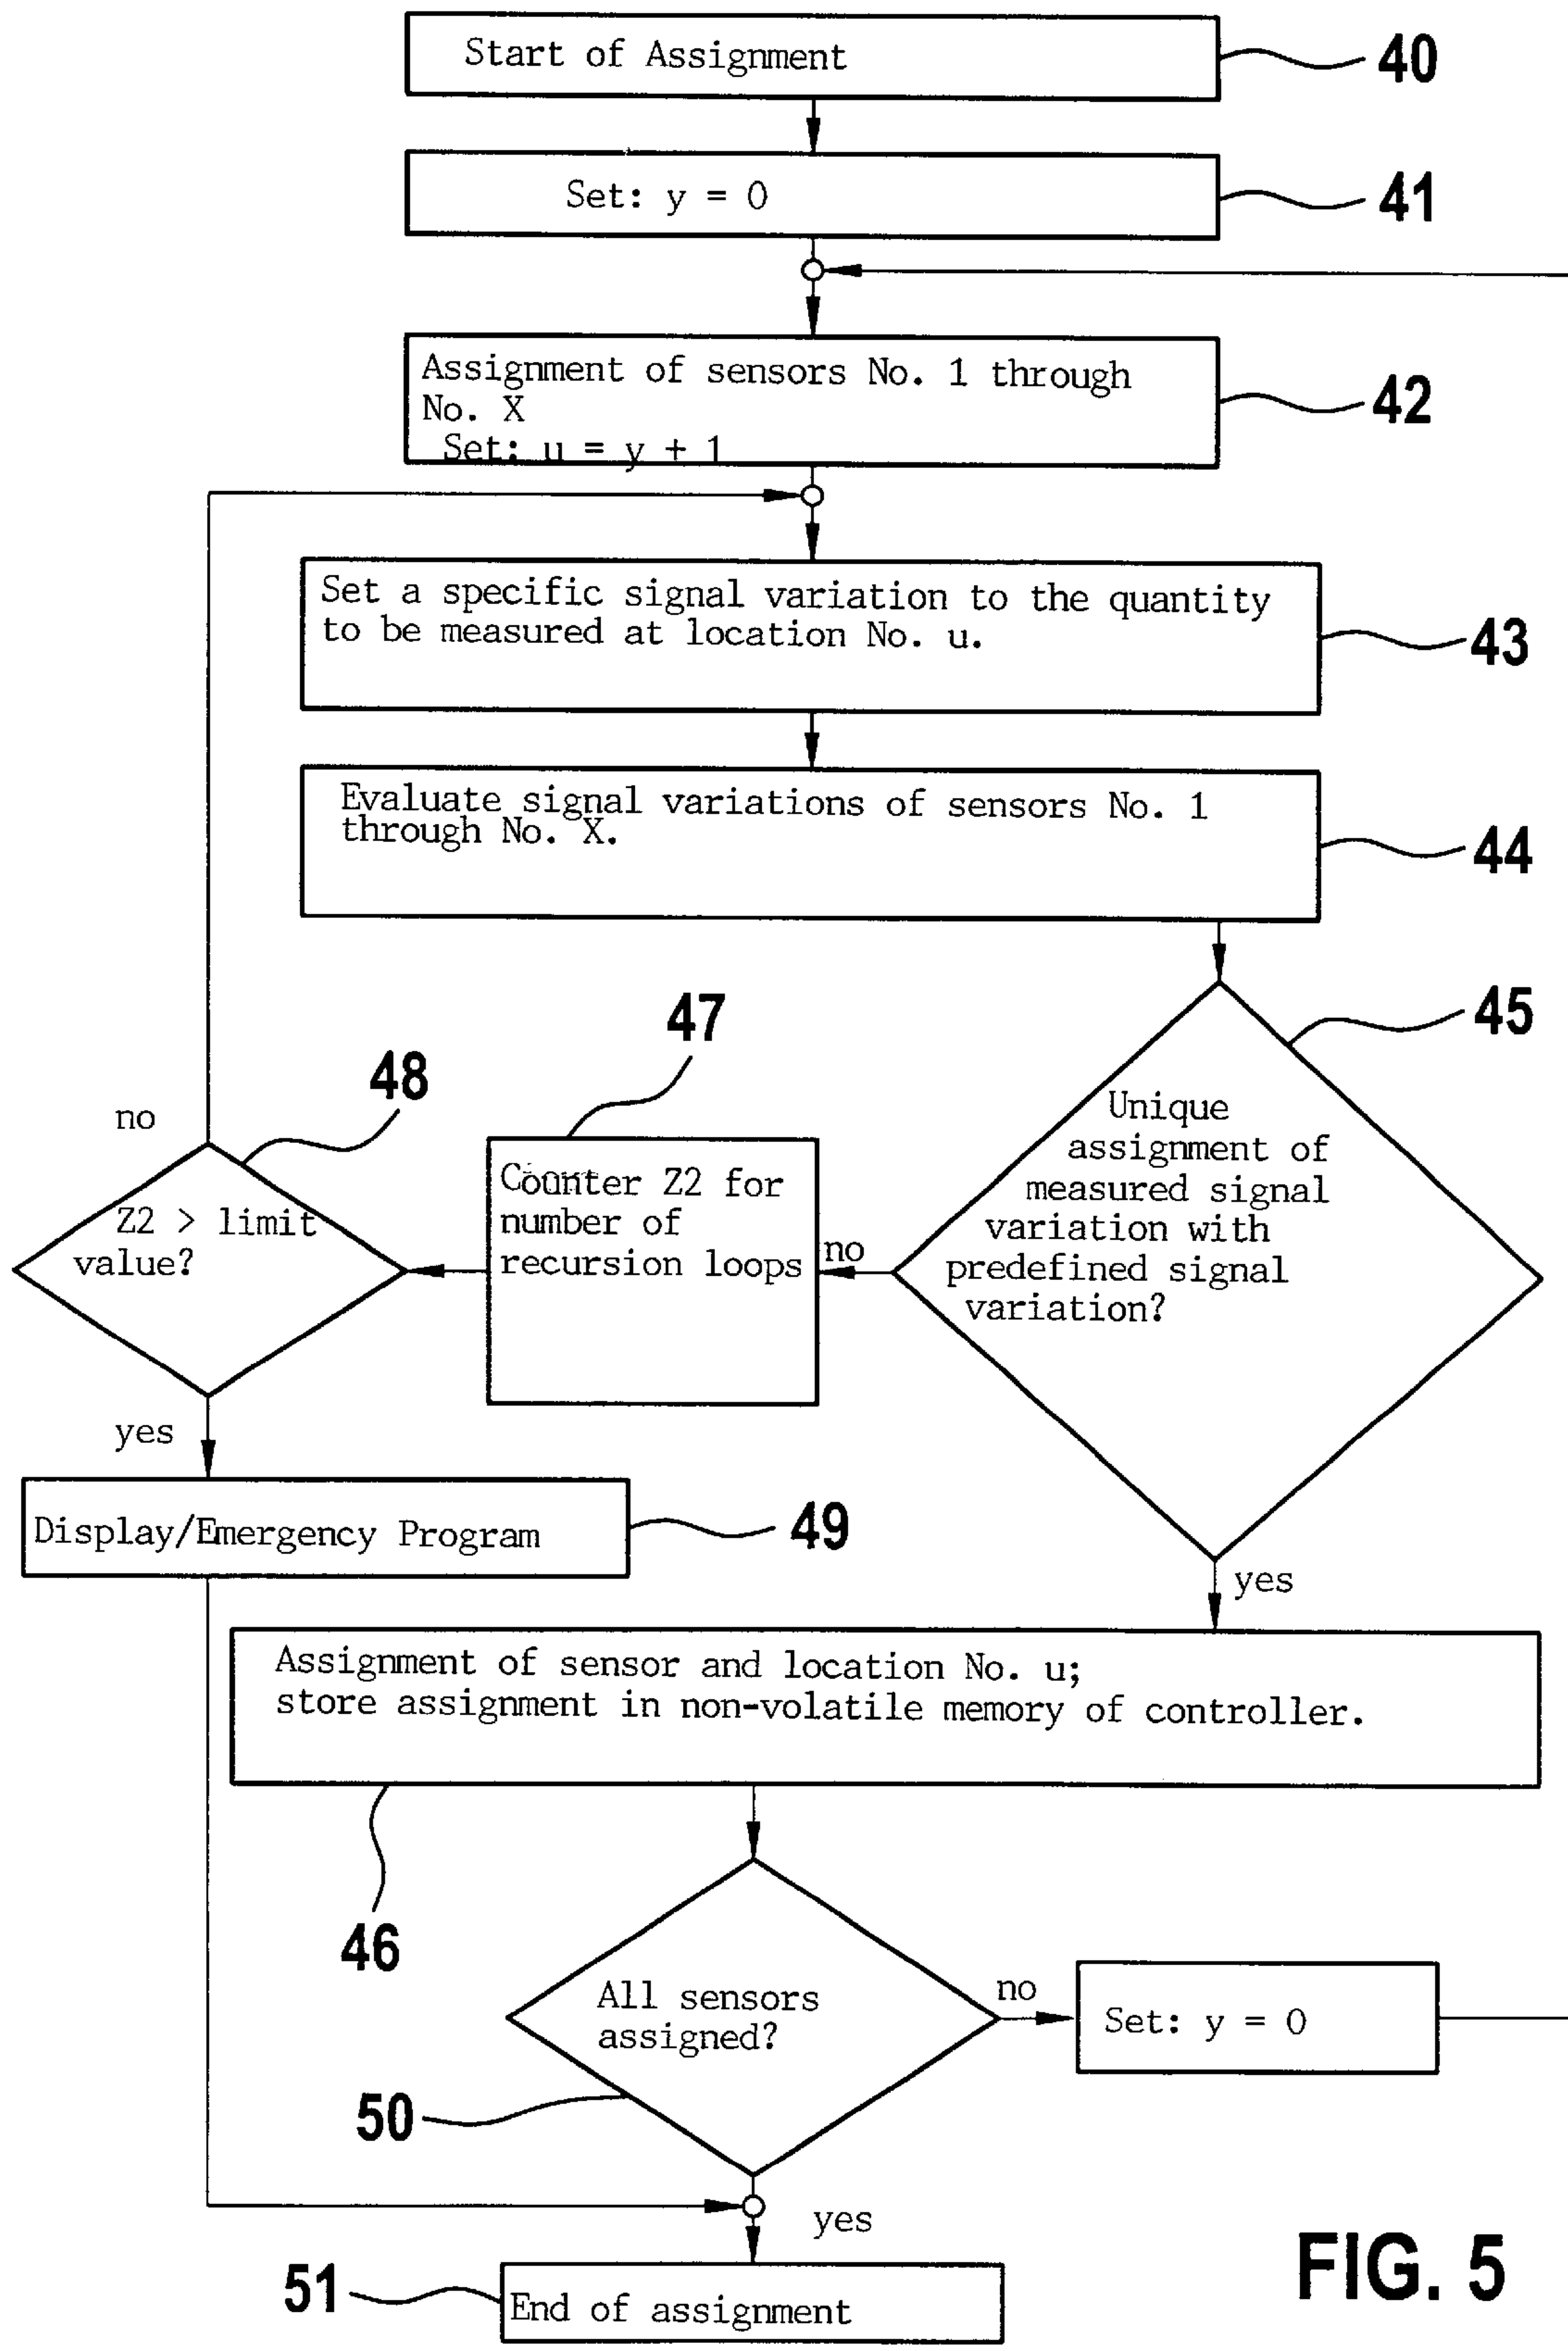 Start of Assignment
40
Set: y = 0
41
Assignment of sensors No. 1 through
No. X
Set: u = y + 1
42
Set a specific signal variation to the quantity
to be measured at location No. u.
43
Evaluate signal variations of sensors No. 1
through No. X.
44
45
Unique
assignment of
measured signal
variation with
predefined signal
variation?
no
47
Counter Z2 for
number of
recursion loops
48
no
Z2 > limit
value?
yes
Display/Emergency Program
49
yes
Assignment of sensor and location No. u;
store assignment in non-volatile memory of controller.
46
All sensors
assigned?
no
Set: y = 0
50
yes
51
End of assignment
FIG. 5